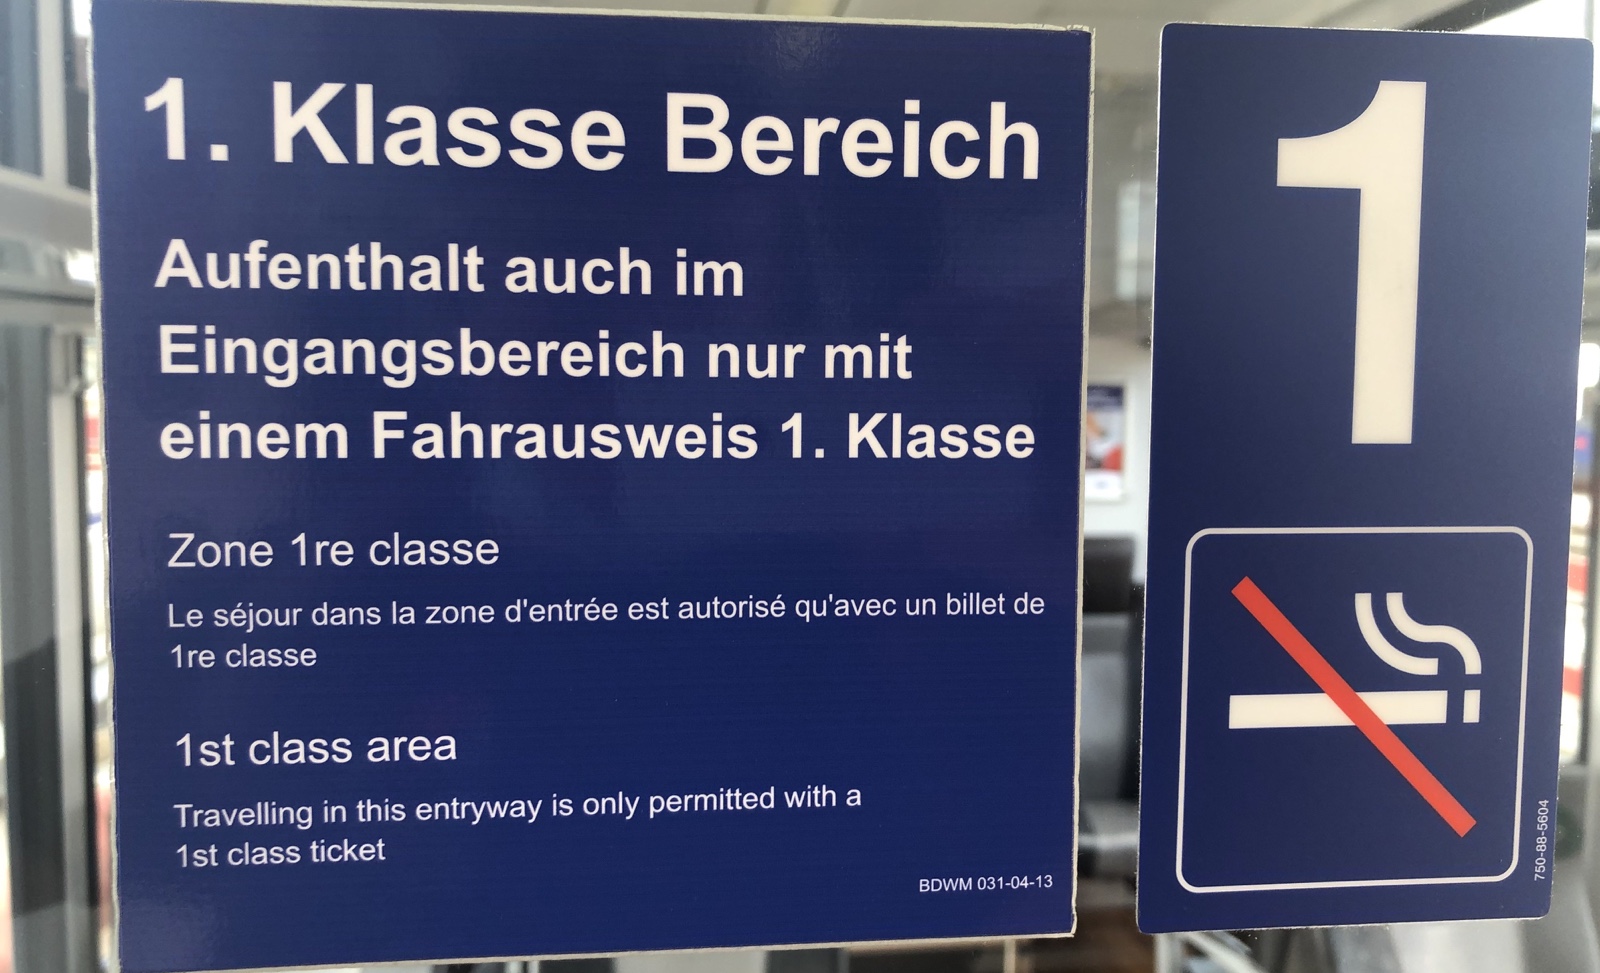 1. Klasse Bereich
Aufenthalt auch im
Eingangsbereich nur mit
einem Fahrausweis 1. Klasse
Zone 1re classe
Le séjour dans la zone d'entrée est autorisé qu'avec un billet de
1re classe
1st class area
Travelling in this entryway is only permitted with a
1st class ticket
BDWM 031-04-13
1
750-88-5604